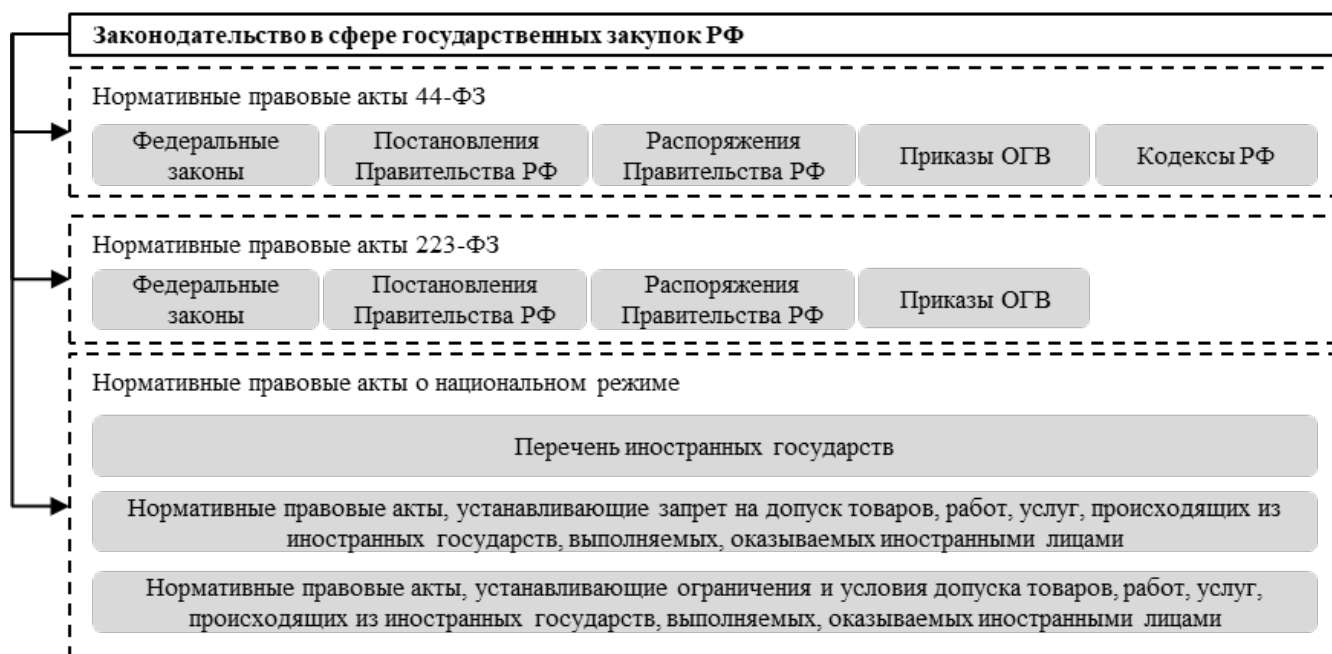 Законодательство в сфере государственных закупок РФ
Нормативные правовые акты 44-ФЗ
Федеральные
законы
Постановления
Правительства РФ
Распоряжения
Правительства РФ
Приказы ОГВ
Кодексы РФ
Нормативные правовые акты 223-ФЗ
Федеральные
законы
Постановления
Правительства РФ
Распоряжения
Правительства РФ
Приказы ОГВ
Нормативные правовые акты о национальном режиме
Перечень иностранных государств
Нормативные правовые акты, устанавливающие запрет на допуск товаров, работ, услуг, происходящих из
иностранных государств, выполняемых, оказываемых иностранными лицами
Нормативные правовые акты, устанавливающие ограничения и условия допуска товаров, работ, услуг,
происходящих из иностранных государств, выполняемых, оказываемых иностранными лицами